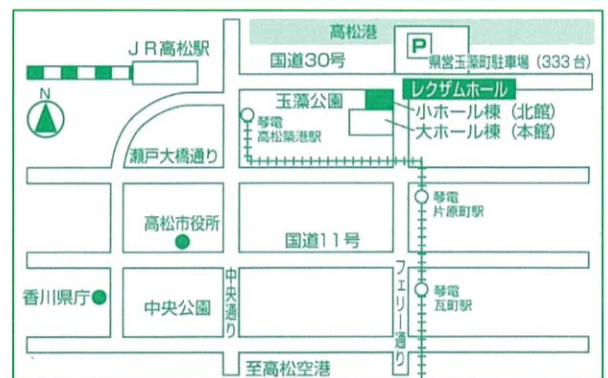 高松港
JR高松駅
国道30号
P
県営玉藻町駐車場(333台)
レクザムホール
N
玉藻公園
小ホール棟(北館)
琴電
高松築港駅
大ホール棟(本館)
瀬戸大橋通り
琴電
片原町駅
高松市役所
国道11号
香川県庁
中央公園
中央通り
フェリー通り
琴電
瓦町駅
至高松空港